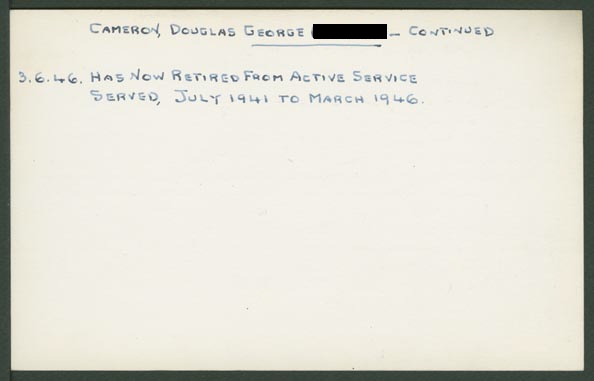 CAMERON, DOUGLAS GEORGE — CONTINUED
3.6.46. HAS NOW RETIRED FROM ACTIVE SERVICE
SERVED, JULY 1941 TO MARCH 1946.